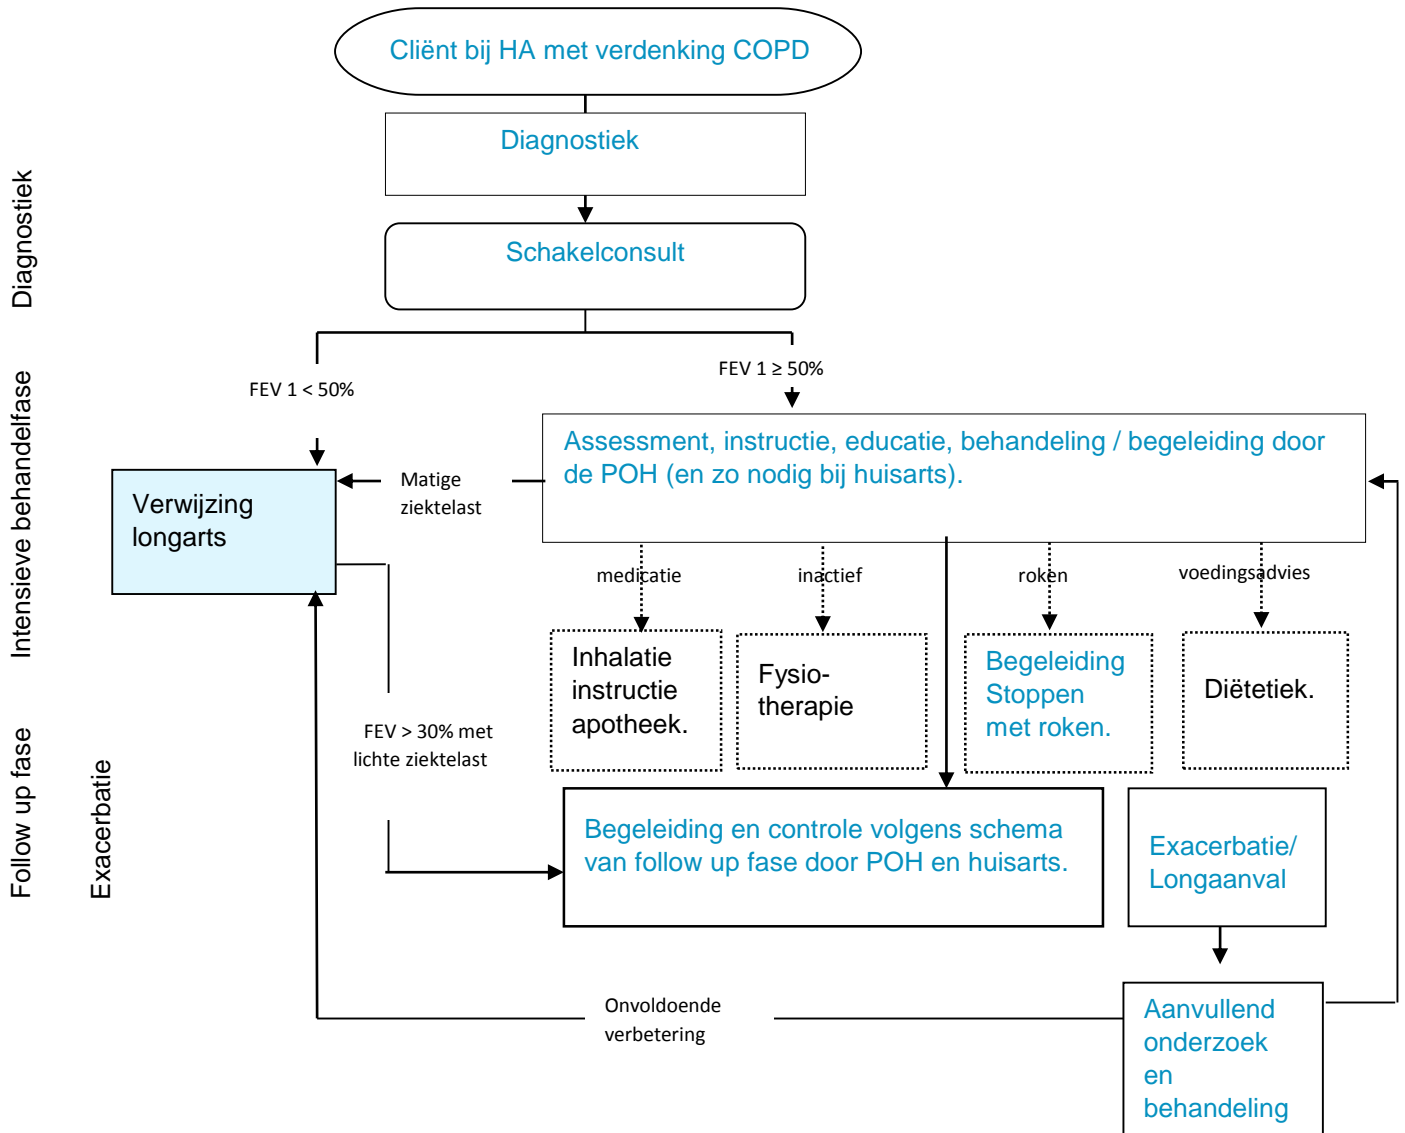 Cliënt bij HA met verdenking COPD
Diagnostiek
Schakelconsult
Diagnostiek
FEV 1 < 50%
FEV 1 ≥ 50%
Intensieve behandelfase
Assessment, instructie, educatie, behandeling / begeleiding door
de POH (en zo nodig bij huisarts).
Matige
ziektelast
Verwijzing
longarts
medicatie
inactief
roken
voedingsadvies
Inhalatie
instructie
apotheek.
Fysio-
therapie
Begeleiding
Stoppen
met roken.
Diëtetiek.
FEV > 30% met
lichte ziektelast
Follow up fase
Exacerbatie
Begeleiding en controle volgens schema
van follow up fase door POH en huisarts.
Exacerbatie/
Longaanval
Onvoldoende
verbetering
Aanvullend
onderzoek
en
behandeling